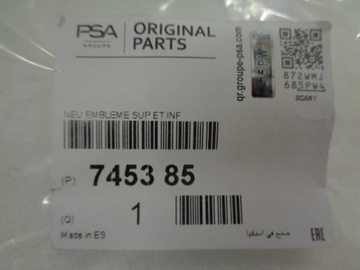 PSA
GROUPE
ORIGINAL
PARTS
qr.groupe-psa.com
872WMJ
685PW5
SCAN !
NEU EMBLEME SUP ET INF
(P) 7453 85
(Q) 1
Made in ES
صنع في اسبانيا
EAC